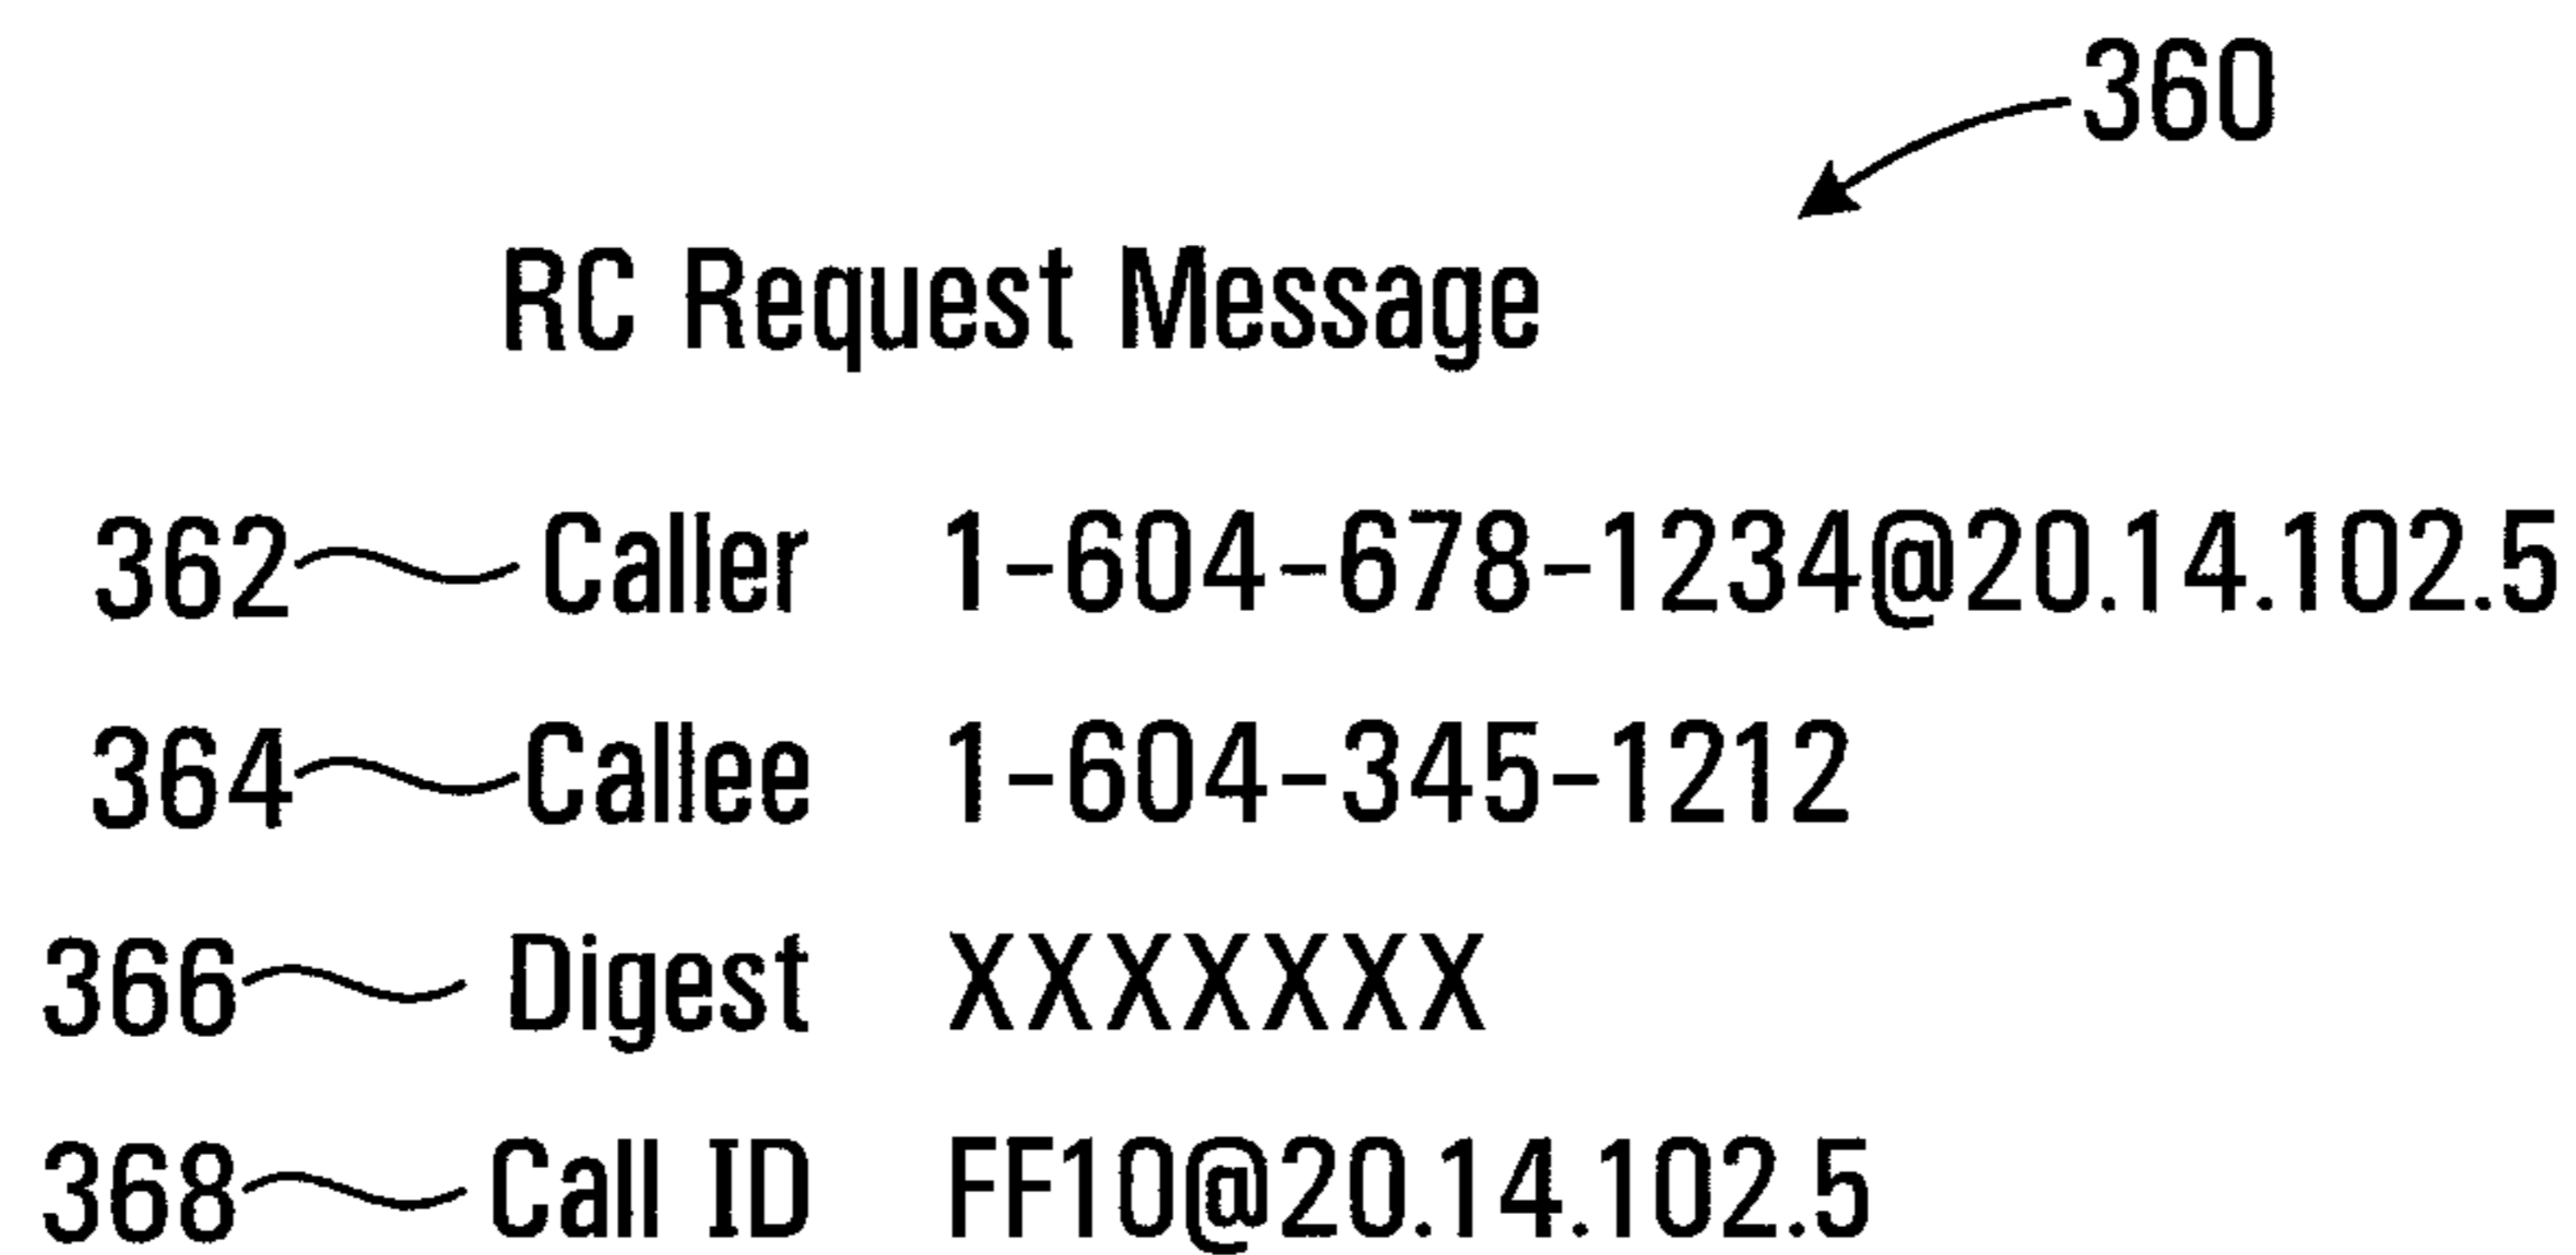 360
RC Request Message
362 Caller 1-604-678-1234@20.14.102.5
364 Callee 1-604-345-1212
366 Digest XXXXXXX
368 Call ID FF10@20.14.102.5